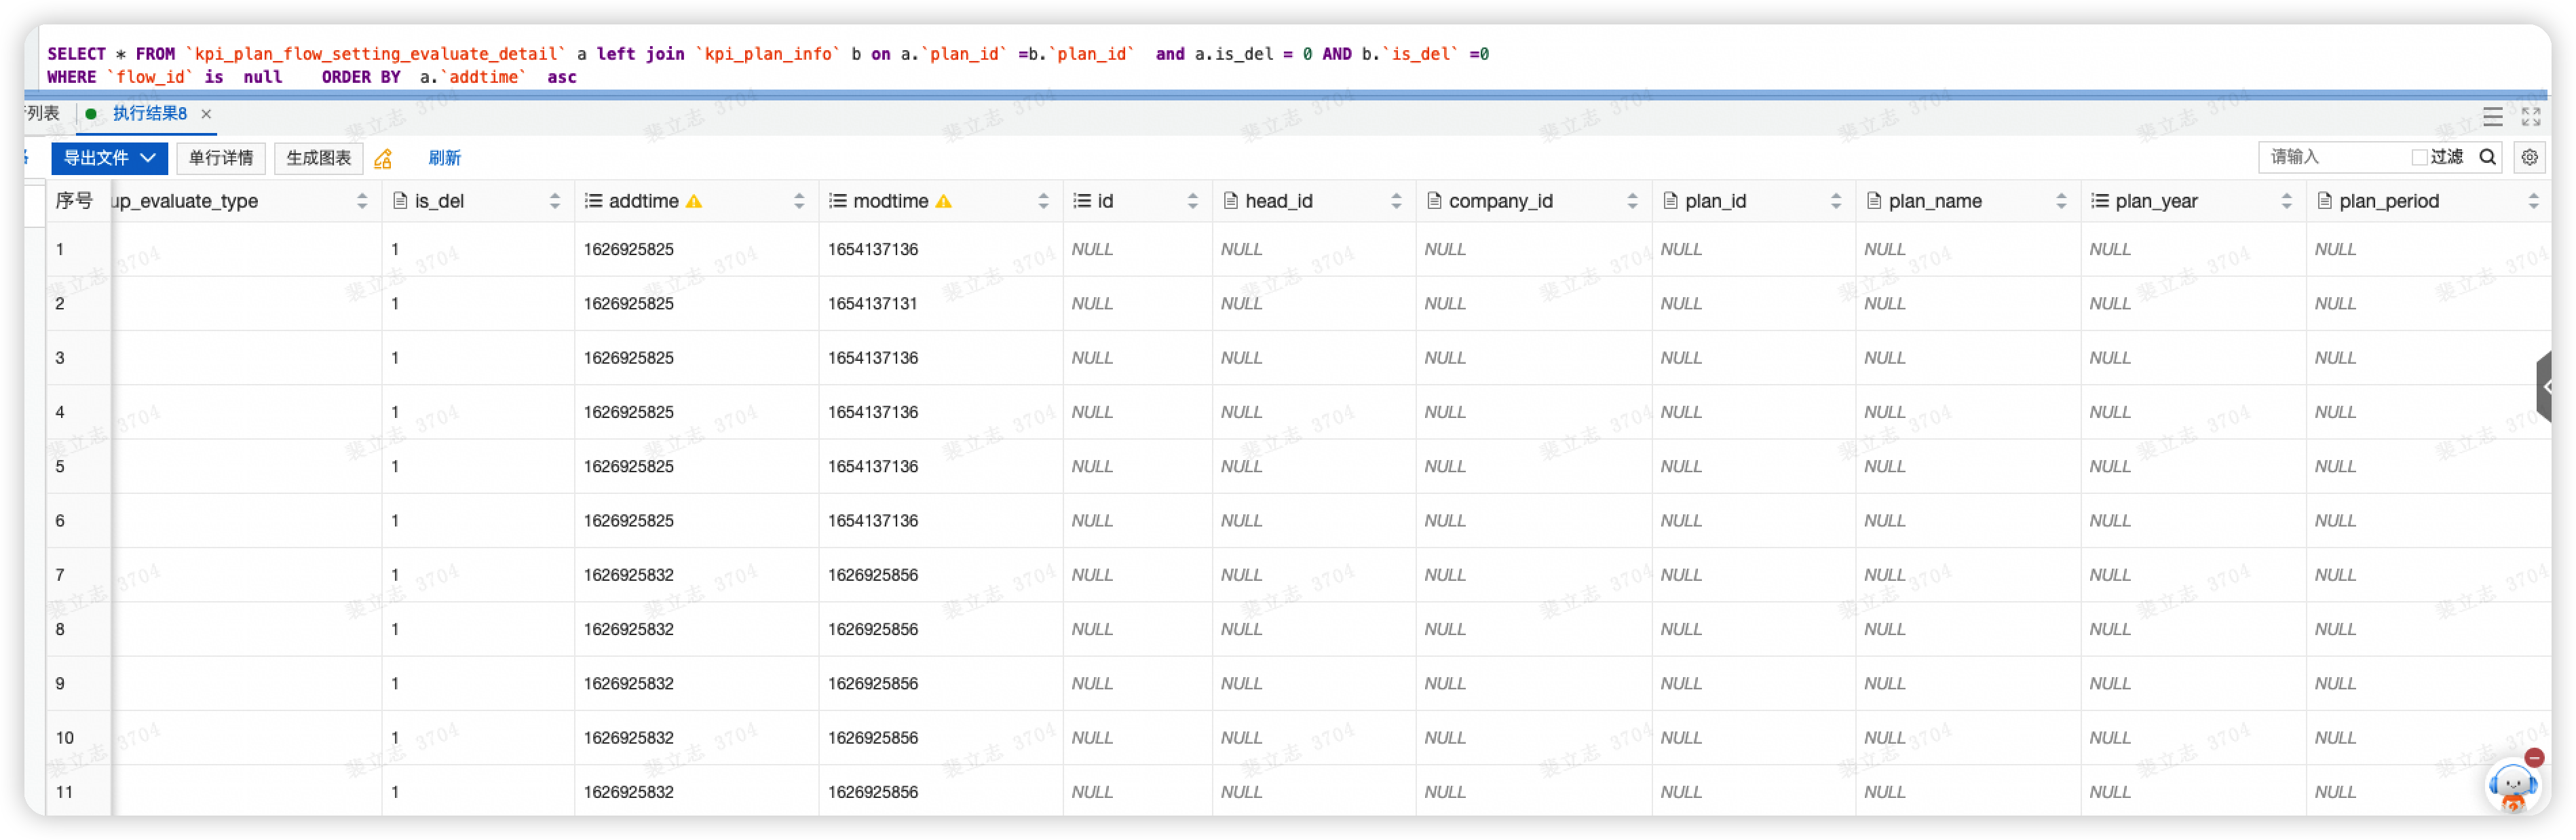 SELECT * FROM `kpi_plan_flow_setting_evaluate_detail` a left join `kpi_plan_info` b on a.`plan_id` =b.`plan_id`  and a.is_del = 0 AND b.`is_del` =0
WHERE `flow_id` is  null    ORDER BY  a.`addtime`  asc
列表 执行结果8 ×
导出文件 单行详情 生成图表 刷新 请输入 过滤
序号 up_evaluate_type is_del addtime modtime id head_id company_id plan_id plan_name plan_year plan_period
1 1 1626925825 1654137136 NULL NULL NULL NULL NULL NULL NULL
2 1 1626925825 1654137131 NULL NULL NULL NULL NULL NULL NULL
3 1 1626925825 1654137136 NULL NULL NULL NULL NULL NULL NULL
4 1 1626925825 1654137136 NULL NULL NULL NULL NULL NULL NULL
5 1 1626925825 1654137136 NULL NULL NULL NULL NULL NULL NULL
6 1 1626925825 1654137136 NULL NULL NULL NULL NULL NULL NULL
7 1 1626925832 1626925856 NULL NULL NULL NULL NULL NULL NULL
8 1 1626925832 1626925856 NULL NULL NULL NULL NULL NULL NULL
9 1 1626925832 1626925856 NULL NULL NULL NULL NULL NULL NULL
10 1 1626925832 1626925856 NULL NULL NULL NULL NULL NULL NULL
11 1 1626925832 1626925856 NULL NULL NULL NULL NULL NULL NULL
裴立志 3704